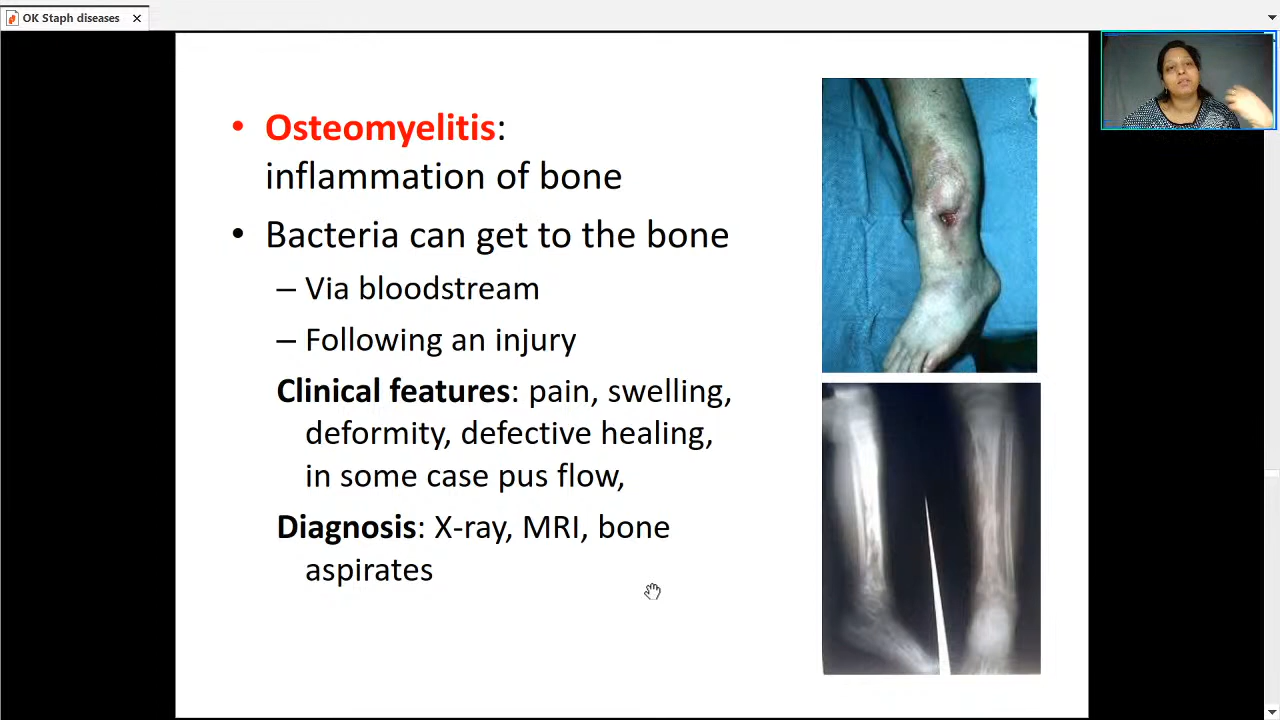 OK Staph diseases
• Osteomyelitis:
inflammation of bone
• Bacteria can get to the bone
– Via bloodstream
– Following an injury
Clinical features: pain, swelling,
deformity, defective healing,
in some case pus flow,
Diagnosis: X-ray, MRI, bone
aspirates